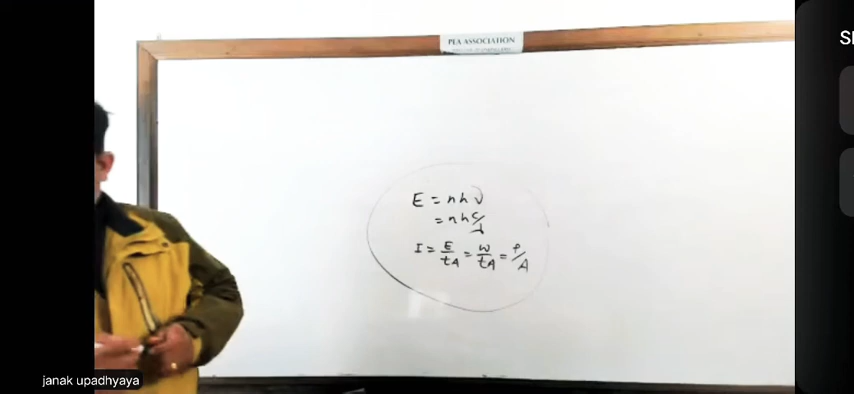 PEA ASSOCIATION
E = nhν
= nhc/λ
I = E/tA = W/tA = P/A
janak upadhyaya